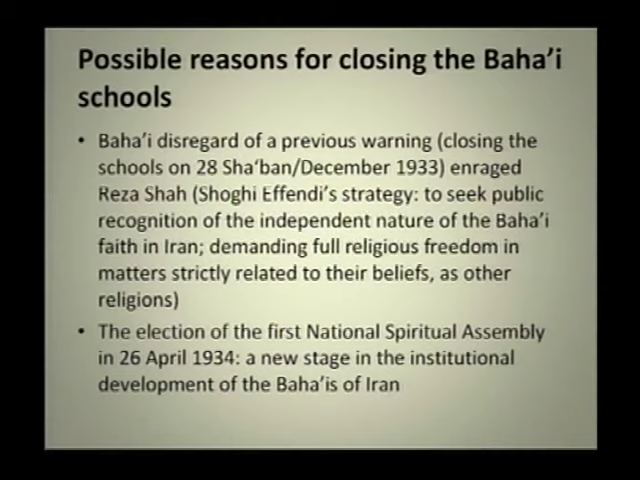 Possible reasons for closing the Baha'i
schools
• Baha'i disregard of a previous warning (closing the
schools on 28 Sha‘ban/December 1933) enraged
Reza Shah (Shoghi Effendi's strategy: to seek public
recognition of the independent nature of the Baha'i
faith in Iran; demanding full religious freedom in
matters strictly related to their beliefs, as other
religions)
• The election of the first National Spiritual Assembly
in 26 April 1934: a new stage in the institutional
development of the Baha'is of Iran